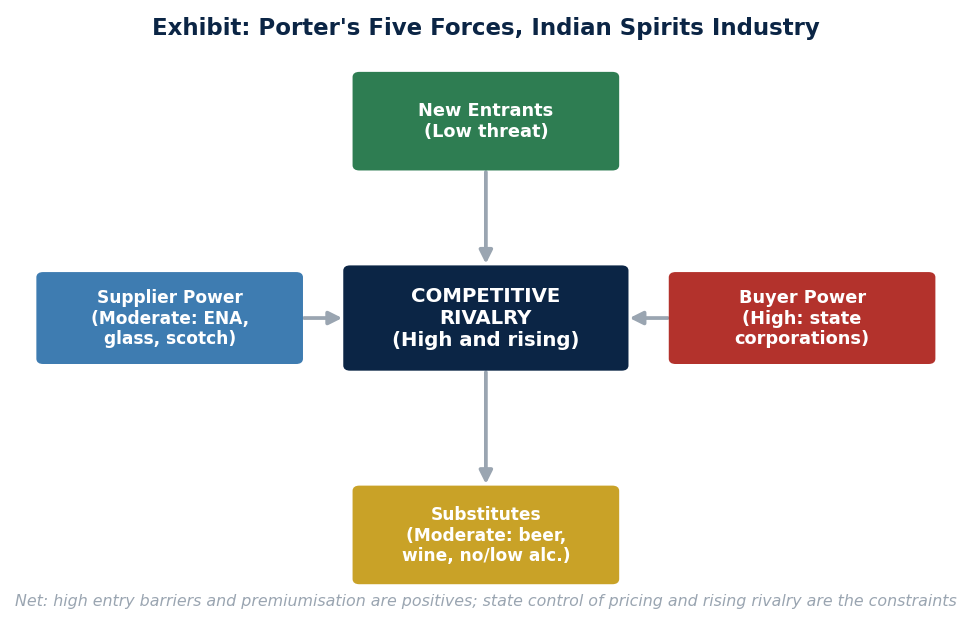 Exhibit: Porter's Five Forces, Indian Spirits Industry
New Entrants
(Low threat)
Supplier Power
(Moderate: ENA,
glass, scotch)
COMPETITIVE
RIVALRY
(High and rising)
Buyer Power
(High: state
corporations)
Substitutes
(Moderate: beer,
wine, no/low alc.)
Net: high entry barriers and premiumisation are positives; state control of pricing and rising rivalry are the constraints